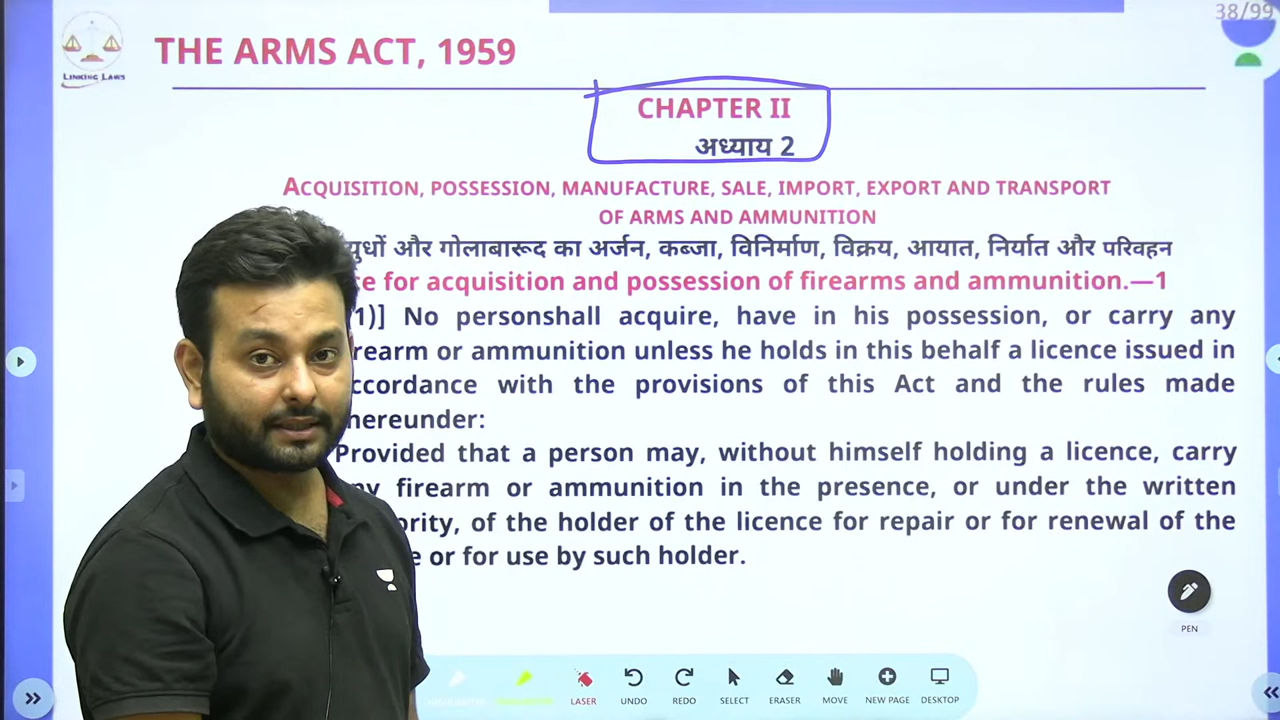 38/99
LINKING LAWS
THE ARMS ACT, 1959
CHAPTER II
अध्याय 2
ACQUISITION, POSSESSION, MANUFACTURE, SALE, IMPORT, EXPORT AND TRANSPORT
OF ARMS AND AMMUNITION
और गोलाबारूद का अर्जन, कब्जा, विनिर्माण, विक्रय, आयात, निर्यात और परिवहन
for acquisition and possession of firearms and ammunition.—1
1)] No personshall acquire, have in his possession, or carry any
or ammunition unless he holds in this behalf a licence issued in
with the provisions of this Act and the rules made
hereunder:
Provided that a person may, without himself holding a licence, carry
firearm or ammunition in the presence, or under the written
of the holder of the licence for repair or for renewal of the
or for use by such holder.
PEN
LASER UNDO REDO SELECT ERASER MOVE NEW PAGE DESKTOP